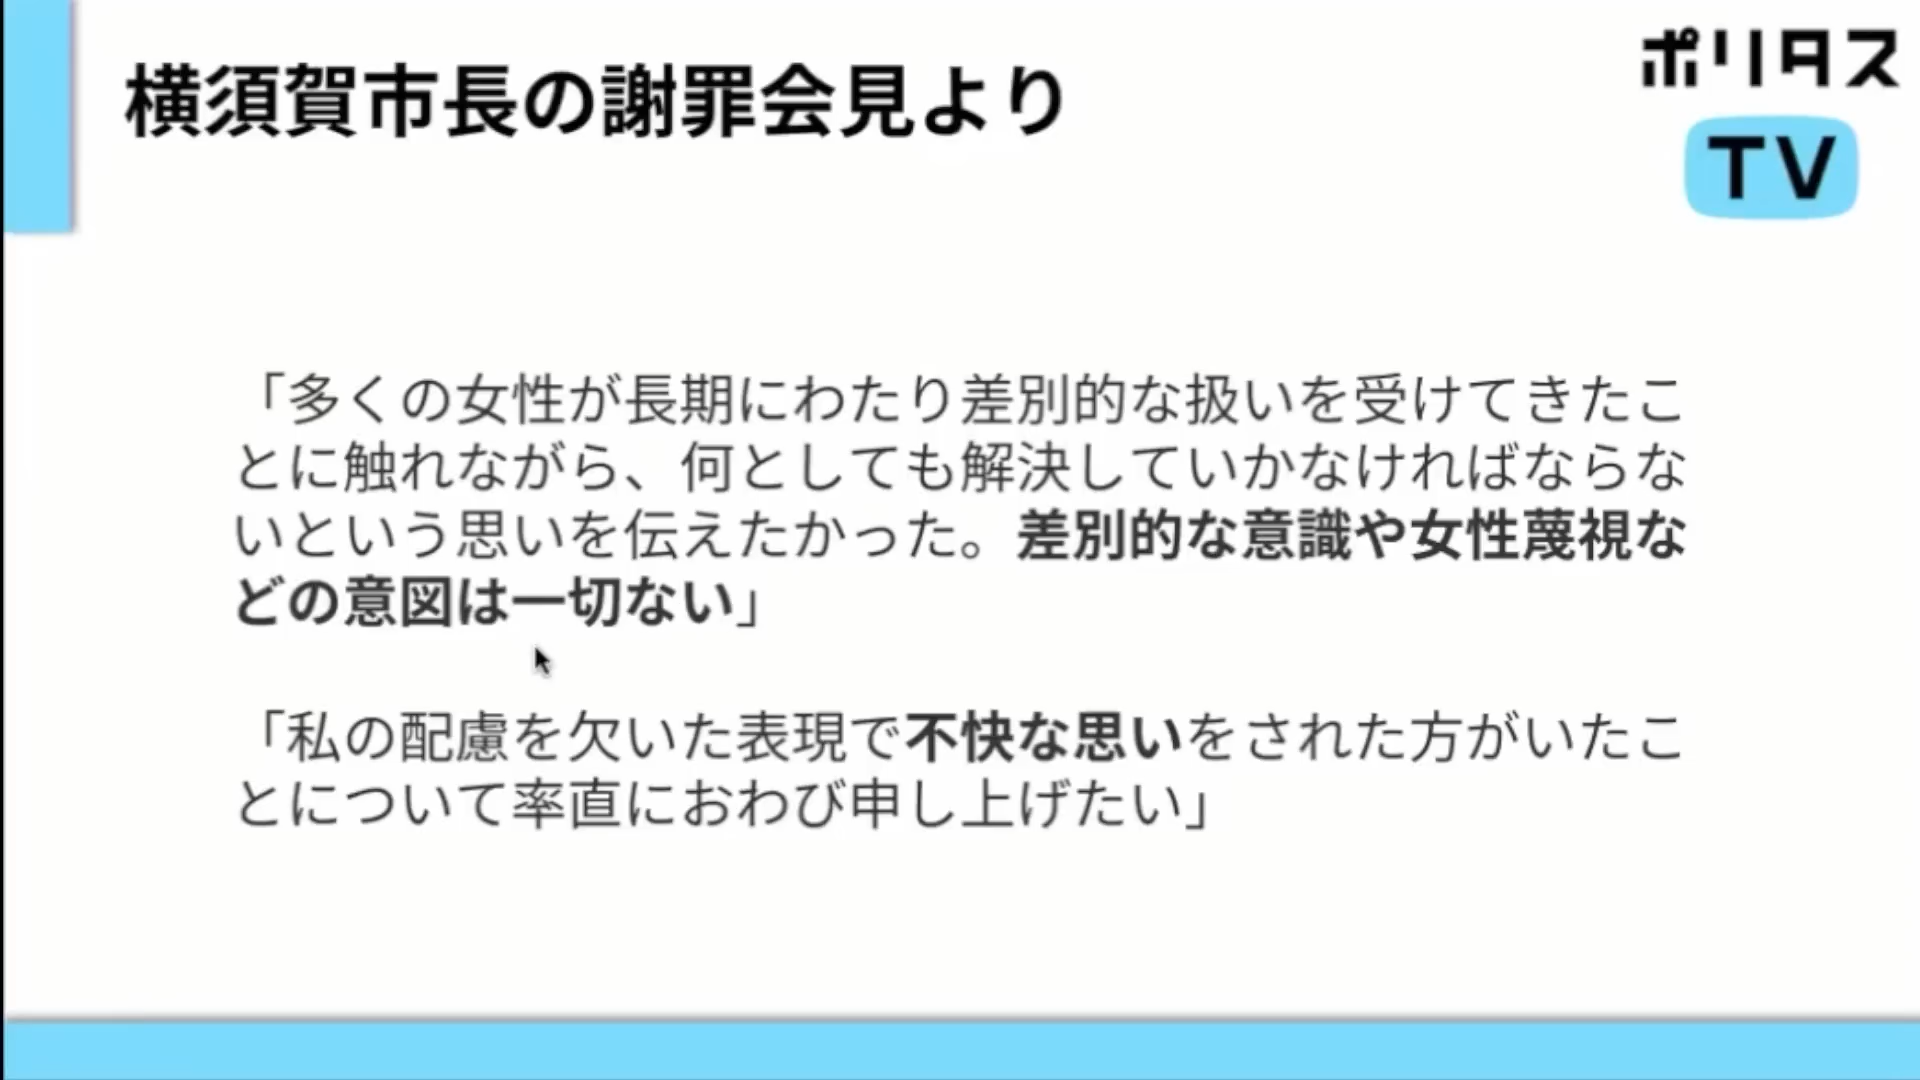 横須賀市長の謝罪会見より
ポリタス
TV
「多くの女性が長期にわたり差別的な扱いを受けてきたこ
とに触れながら、何としても解決していかなければならな
いという思いを伝えたかった。差別的な意識や女性蔑視な
どの意図は一切ない」
「私の配慮を欠いた表現で不快な思いをされた方がいたこ
とについて率直におわび申し上げたい」